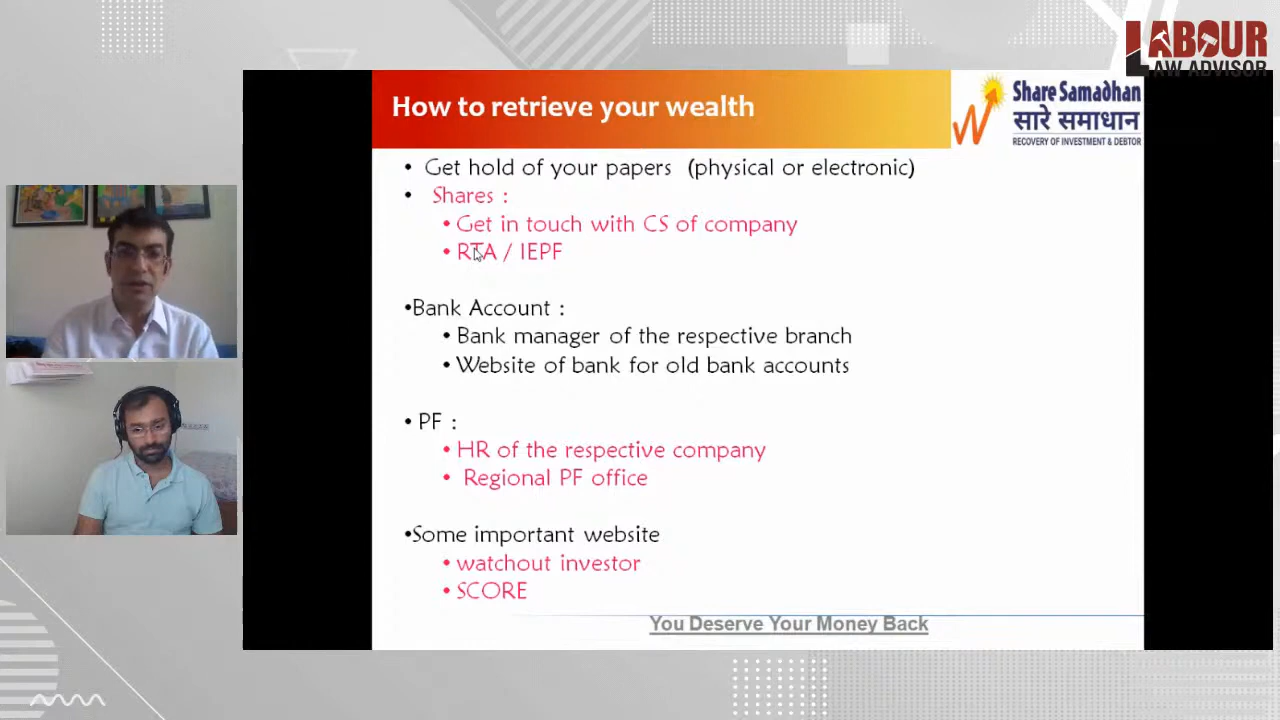 LABOUR
LAW ADVISOR
How to retrieve your wealth
Share Samadhan
सारे समाधान
RECOVERY OF INVESTMENT & DEBTOR
• Get hold of your papers (physical or electronic)
• Shares :
• Get in touch with CS of company
• RTA / IEPF
•Bank Account :
• Bank manager of the respective branch
• Website of bank for old bank accounts
• PF :
• HR of the respective company
• Regional PF office
•Some important website
• watchout investor
• SCORE
You Deserve Your Money Back